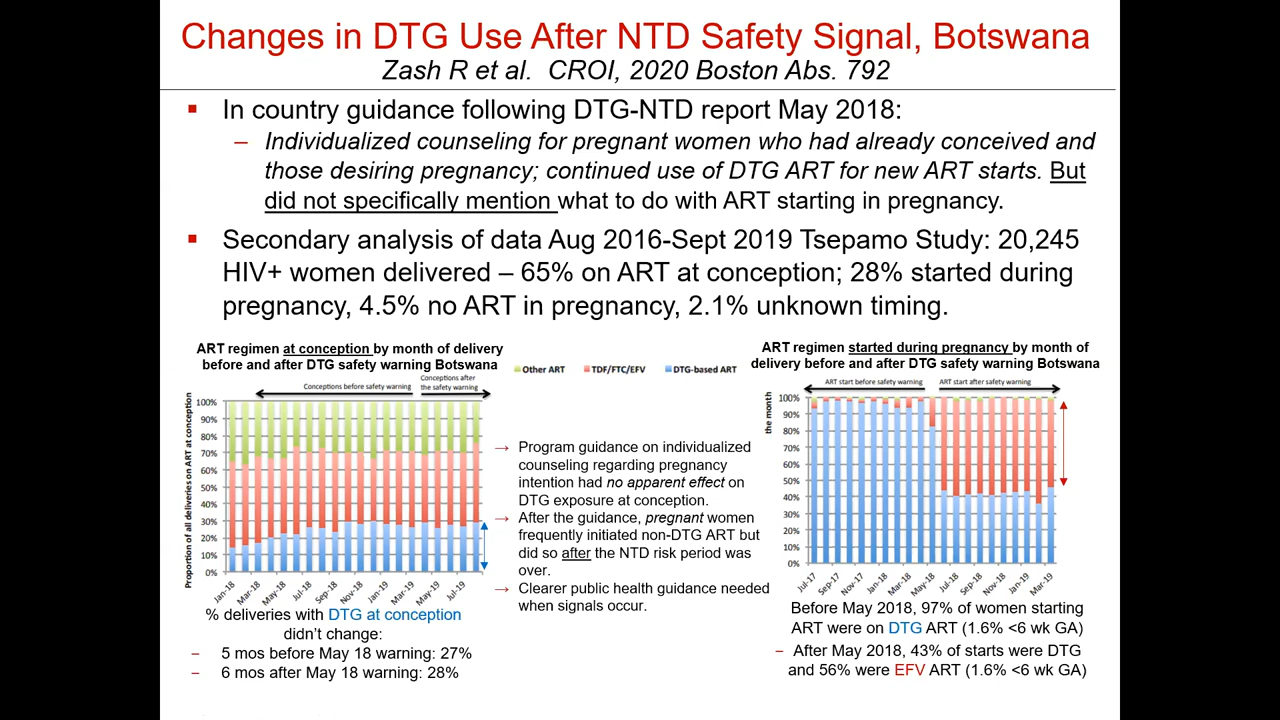 Changes in DTG Use After NTD Safety Signal, Botswana
Zash R et al.  CROI, 2020 Boston Abs. 792
▪ In country guidance following DTG-NTD report May 2018:
– Individualized counseling for pregnant women who had already conceived and
those desiring pregnancy; continued use of DTG ART for new ART starts. But
did not specifically mention what to do with ART starting in pregnancy.
▪ Secondary analysis of data Aug 2016-Sept 2019 Tsepamo Study: 20,245
HIV+ women delivered – 65% on ART at conception; 28% started during
pregnancy, 4.5% no ART in pregnancy, 2.1% unknown timing.
ART regimen at conception by month of delivery
before and after DTG safety warning Botswana
Conceptions before safety warning
Conceptions after
the safety warning
Proportion of all deliveries on ART at conception
100%
90%
80%
70%
60%
50%
40%
30%
20%
10%
0%
Jan-18
Mar-18
May-18
Jul-18
Sep-18
Nov-18
Jan-19
Mar-19
May-19
Jul-19
% deliveries with DTG at conception
didn't change:
– 5 mos before May 18 warning: 27%
– 6 mos after May 18 warning: 28%
Other ART
TDF/FTC/EFV
DTG-based ART
→ Program guidance on individualized
counseling regarding pregnancy
intention had no apparent effect on
DTG exposure at conception.
→ After the guidance, pregnant women
frequently initiated non-DTG ART but
did so after the NTD risk period was
over.
→ Clearer public health guidance needed
when signals occur.
ART regimen started during pregnancy by month of
delivery before and after DTG safety warning Botswana
ART start before safety warning
ART start after safety warning
the month
100%
90%
80%
70%
60%
50%
40%
30%
20%
10%
0%
Jul-17
Sep-17
Nov-17
Jan-18
Mar-18
May-18
Jul-18
Sep-18
Nov-18
Jan-19
Mar-19
Before May 2018, 97% of women starting
ART were on DTG ART (1.6% <6 wk GA)
– After May 2018, 43% of starts were DTG
and 56% were EFV ART (1.6% <6 wk GA)